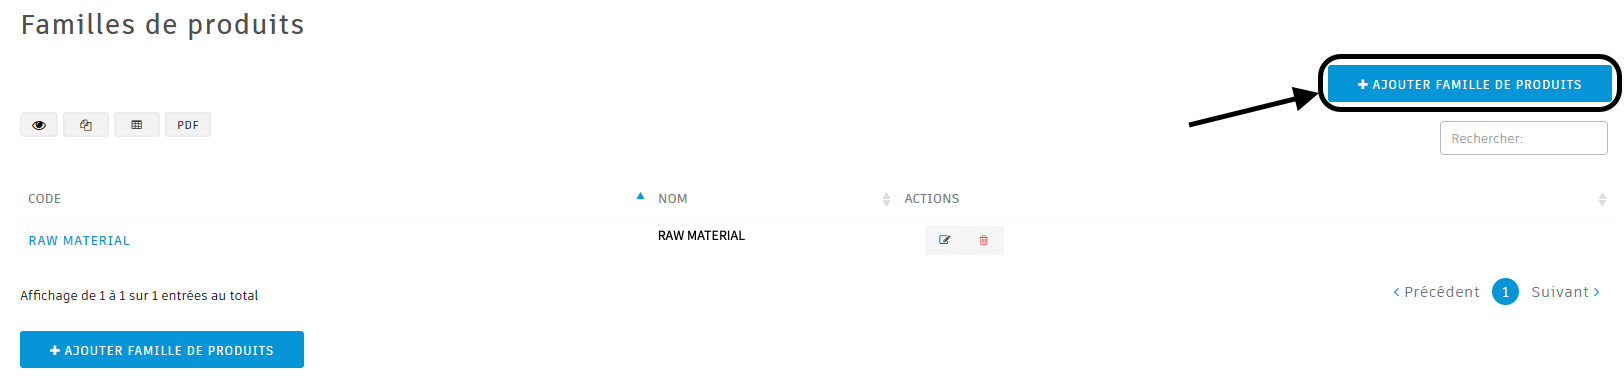 Familles de produits
AJOUTER FAMILLE DE PRODUITS
PDF
Rechercher:
CODE NOM ACTIONS
RAW MATERIAL RAW MATERIAL
Affichage de 1 à 1 sur 1 entrées au total
Précédent 1 Suivant
AJOUTER FAMILLE DE PRODUITS